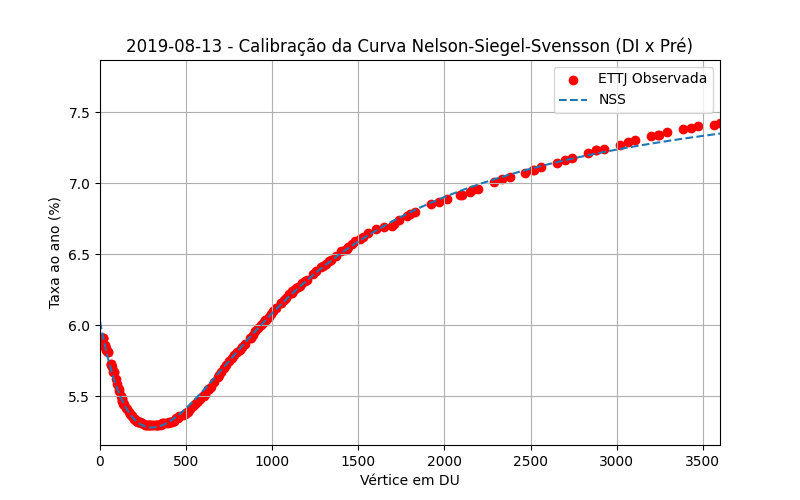 2019-08-13 - Calibração da Curva Nelson-Siegel-Svensson (DI x Pré)
ETTJ Observada
NSS
Taxa ao ano (%)
7.5
7.0
6.5
6.0
5.5
0 500 1000 1500 2000 2500 3000 3500
Vértice em DU